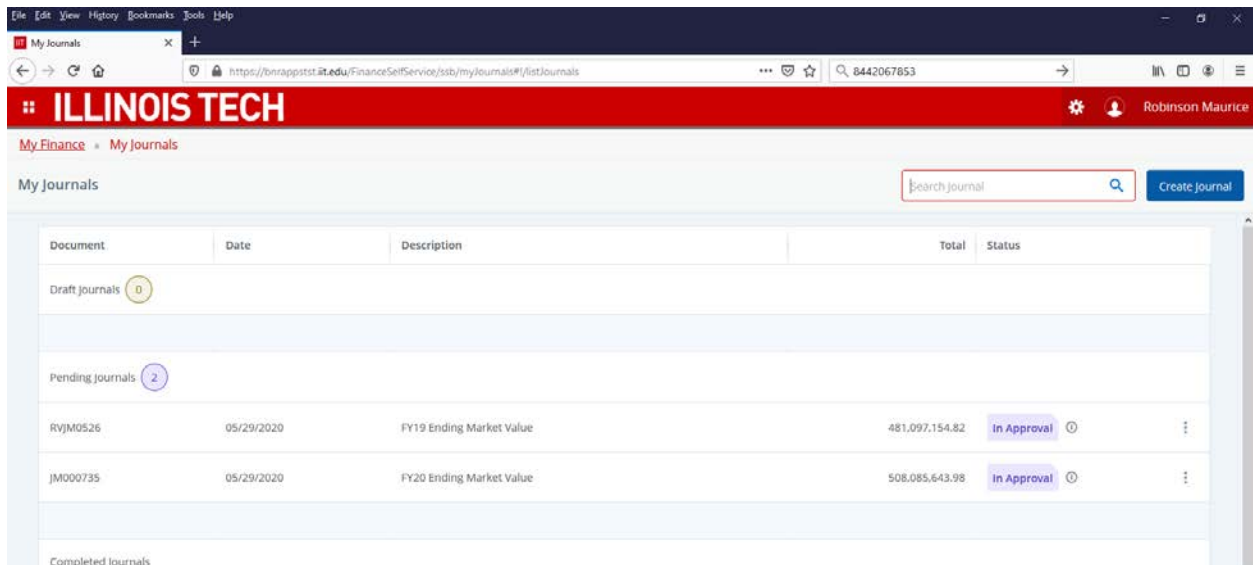 File Edit View History Bookmarks Tools Help
IIT My Journals
https://bnrappstst.iit.edu/FinanceSelfService/ssb/myJournals#!/listJournals 8442067853
ILLINOIS TECH Robinson Maurice
My Finance My Journals
My Journals Search Journal Create Journal
Document Date Description Total Status
Draft Journals 0
Pending Journals 2
RVJM0526 05/29/2020 FY19 Ending Market Value 481,097,154.82 In Approval
JM000735 05/29/2020 FY20 Ending Market Value 508,085,643.98 In Approval
Completed Journals